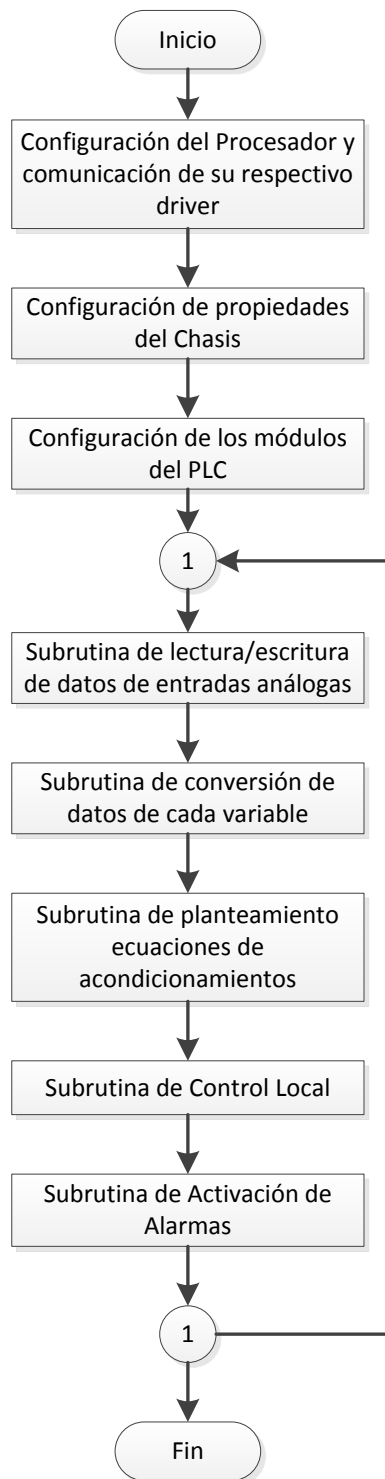 Inicio
Configuración del Procesador y
comunicación de su respectivo
driver
Configuración de propiedades
del Chasis
Configuración de los módulos
del PLC
1
Subrutina de lectura/escritura
de datos de entradas análogas
Subrutina de conversión de
datos de cada variable
Subrutina de planteamiento
ecuaciones de
acondicionamientos
Subrutina de Control Local
Subrutina de Activación de
Alarmas
1
Fin